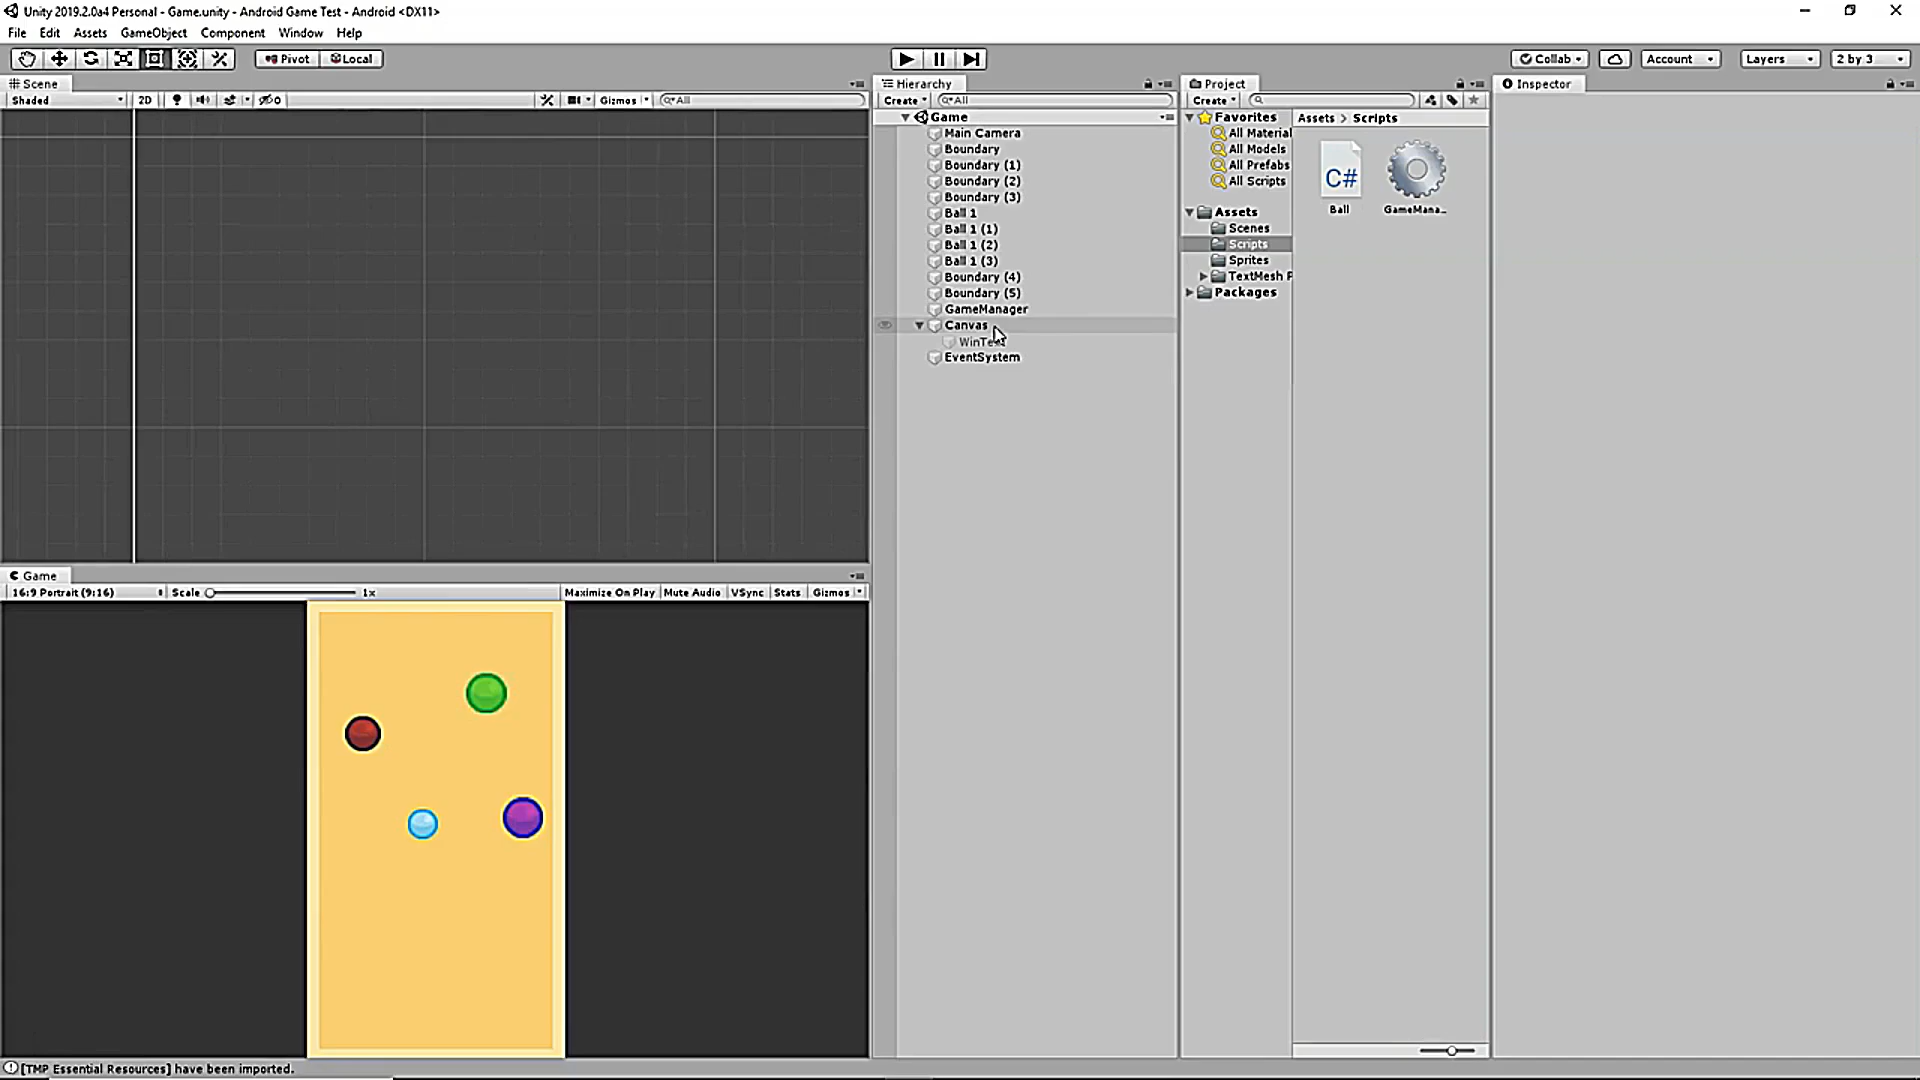 Unity 2019.2.0a4 Personal - Game.unity - Android Game Test - Android <DX11>
File Edit Assets GameObject Component Window Help
Pivot Local Collab Account Layers 2 by 3
Scene
Shaded 2D 0 Gizmos All
Hierarchy
Create All
Game
Main Camera
Boundary
Boundary (1)
Boundary (2)
Boundary (3)
Ball 1
Ball 1 (1)
Ball 1 (2)
Ball 1 (3)
Boundary (4)
Boundary (5)
GameManager
Canvas
EventSystem
Project
Create
Favorites
All Material
All Models
All Prefabs
All Scripts
Assets
Scenes
Scripts
Sprites
TextMesh P
Packages
Assets > Scripts
C#
Ball GameMana...
Inspector
Game
16:9 Portrait (9:16) Scale 1x Maximize On Play Mute Audio VSync Stats Gizmos
[TMP Essential Resources] have been imported.